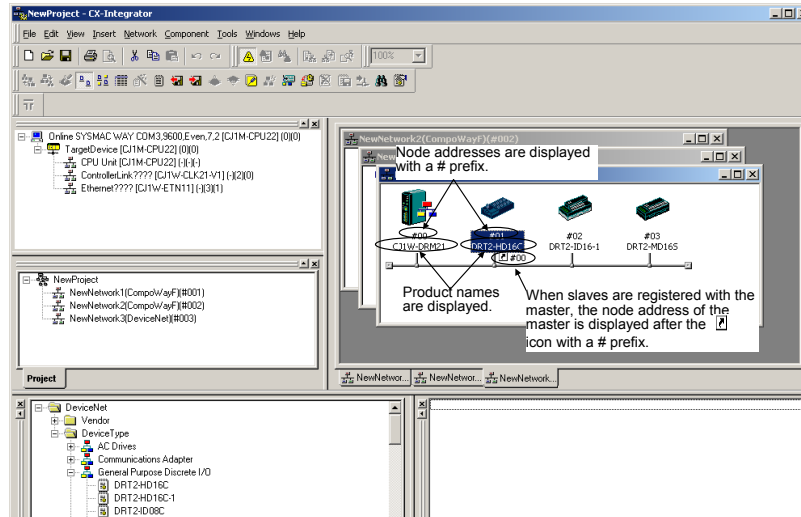 NewProject - CX-Integrator
File Edit View Insert Network Component Tools Windows Help
100%
Online SYSMAC WAY COM3,9600,Even,7,2 [CJ1M-CPU22] (0)(0)
TargetDevice [CJ1M-CPU22] (0)(0)
CPU Unit [CJ1M-CPU22] (-)(-)(-)
ControllerLink???? [CJ1W-CLK21-V1] (-)(2)(0)
Ethernet???? [CJ1W-ETN11] (-)(3)(1)
NewProject
NewNetwork1(CompoWayF)(#001)
NewNetwork2(CompoWayF)(#002)
NewNetwork3(DeviceNet)(#003)
Project
NewNetwork2(CompoWayF)(#002)
New
Node addresses are displayed
with a # prefix.
#00
#01
#02
#03
CJ1W-DRM21
DRT2-HD16C
DRT2-ID16-1
DRT2-MD16S
#00
Product names
are displayed.
When slaves are registered with the
master, the node address of the
master is displayed after the
icon with a # prefix.
NewNetwor...
NewNetwor...
NewNetwork...
DeviceNet
Vendor
DeviceType
AC Drives
Communications Adapter
General Purpose Discrete I/O
DRT2-HD16C
DRT2-HD16C-1
DRT2-ID08C